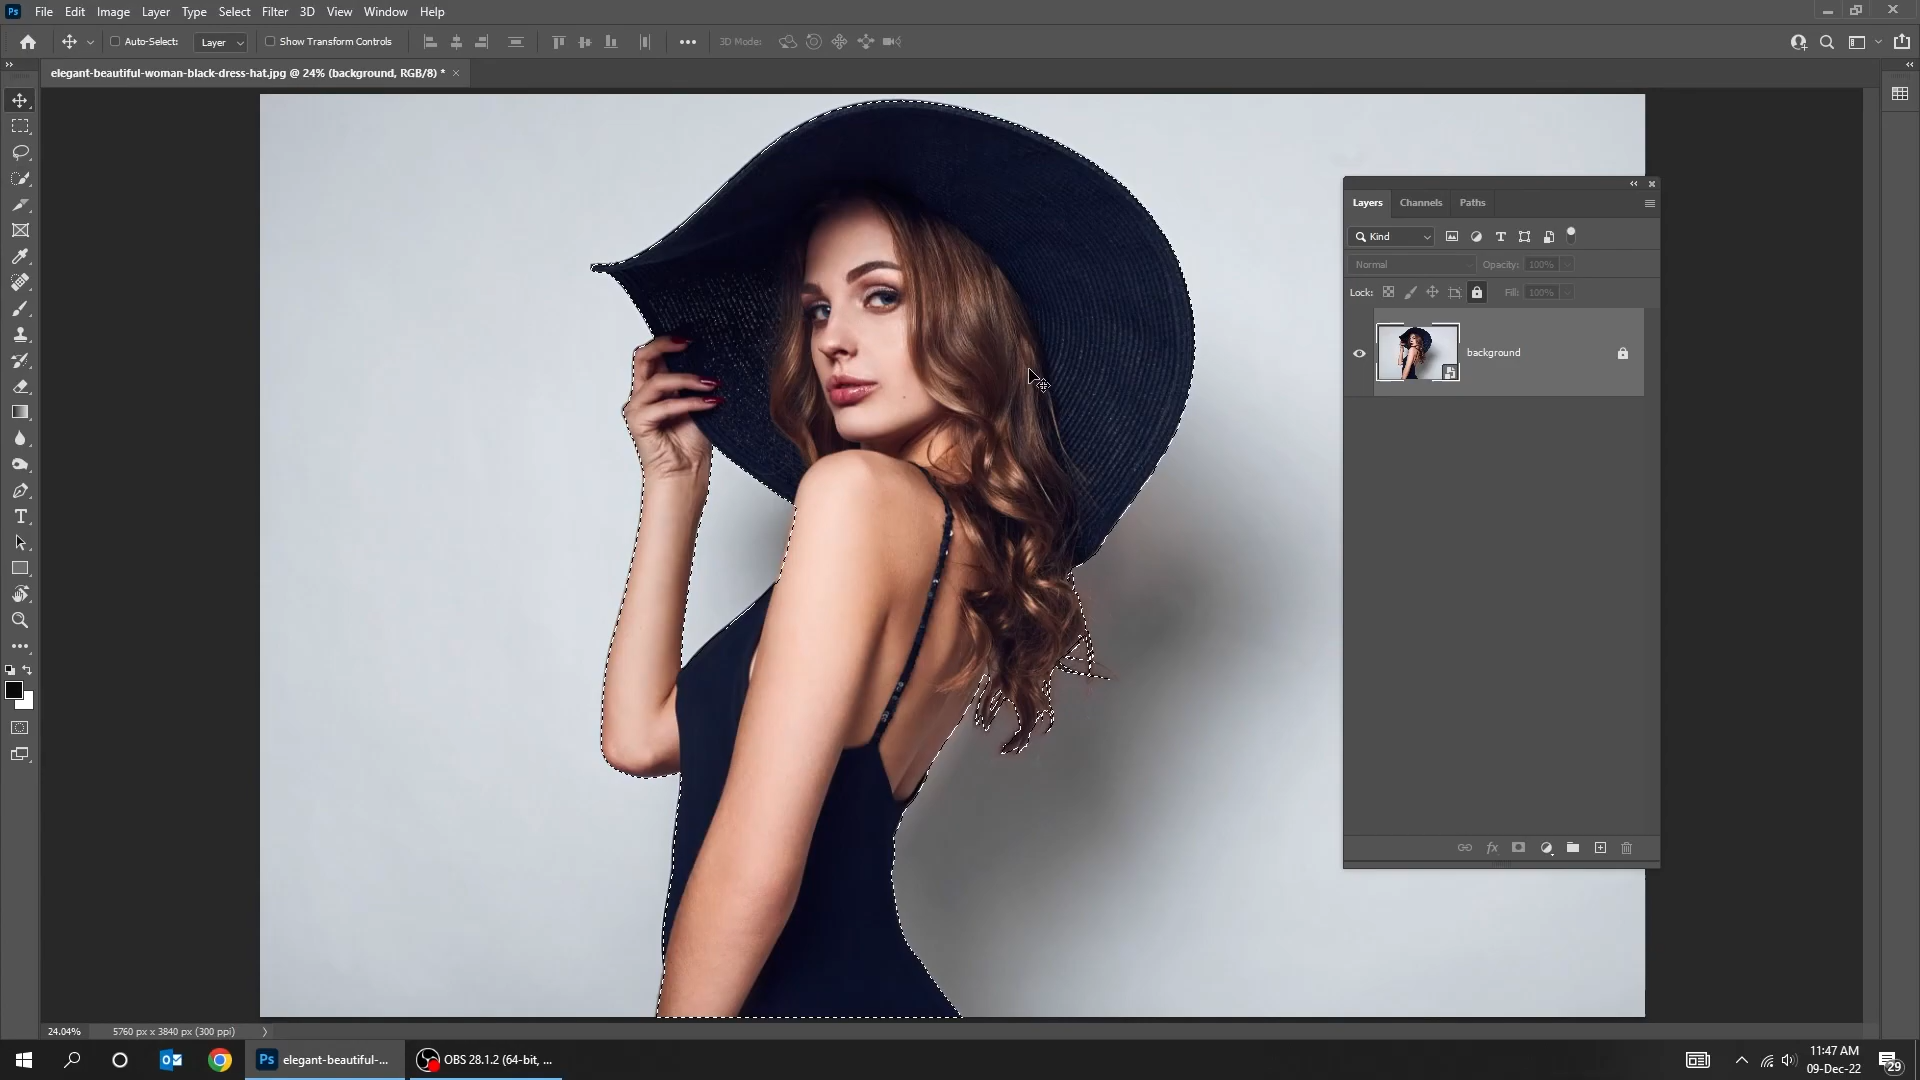 Ps File Edit Image Layer Type Select Filter 3D View Window Help
Auto-Select: Layer Show Transform Controls 3D Mode:
elegant-beautiful-woman-black-dress-hat.jpg @ 24% (background, RGB/8) *
Layers Channels Paths
Kind
Normal Opacity: 100%
Lock: Fill: 100%
background
fx
24.04% 5760 px x 3840 px (300 ppi)
Ps elegant-beautiful-... OBS 28.1.2 (64-bit, ...
11:47 AM
09-Dec-22
29